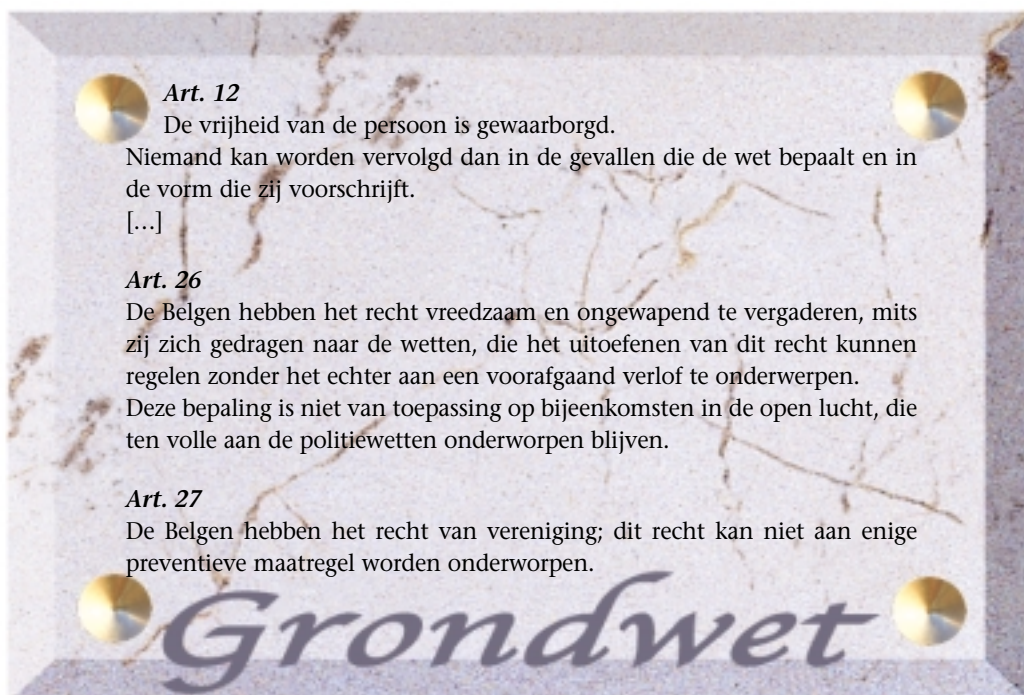 Art. 12
De vrijheid van de persoon is gewaarborgd.
Niemand kan worden vervolgd dan in de gevallen die de wet bepaalt en in
de vorm die zij voorschrijft.
[…]
Art. 26
De Belgen hebben het recht vreedzaam en ongewapend te vergaderen, mits
zij zich gedragen naar de wetten, die het uitoefenen van dit recht kunnen
regelen zonder het echter aan een voorafgaand verlof te onderwerpen.
Deze bepaling is niet van toepassing op bijeenkomsten in de open lucht, die
ten volle aan de politiewetten onderworpen blijven.
Art. 27
De Belgen hebben het recht van vereniging; dit recht kan niet aan enige
preventieve maatregel worden onderworpen.
Grondwet